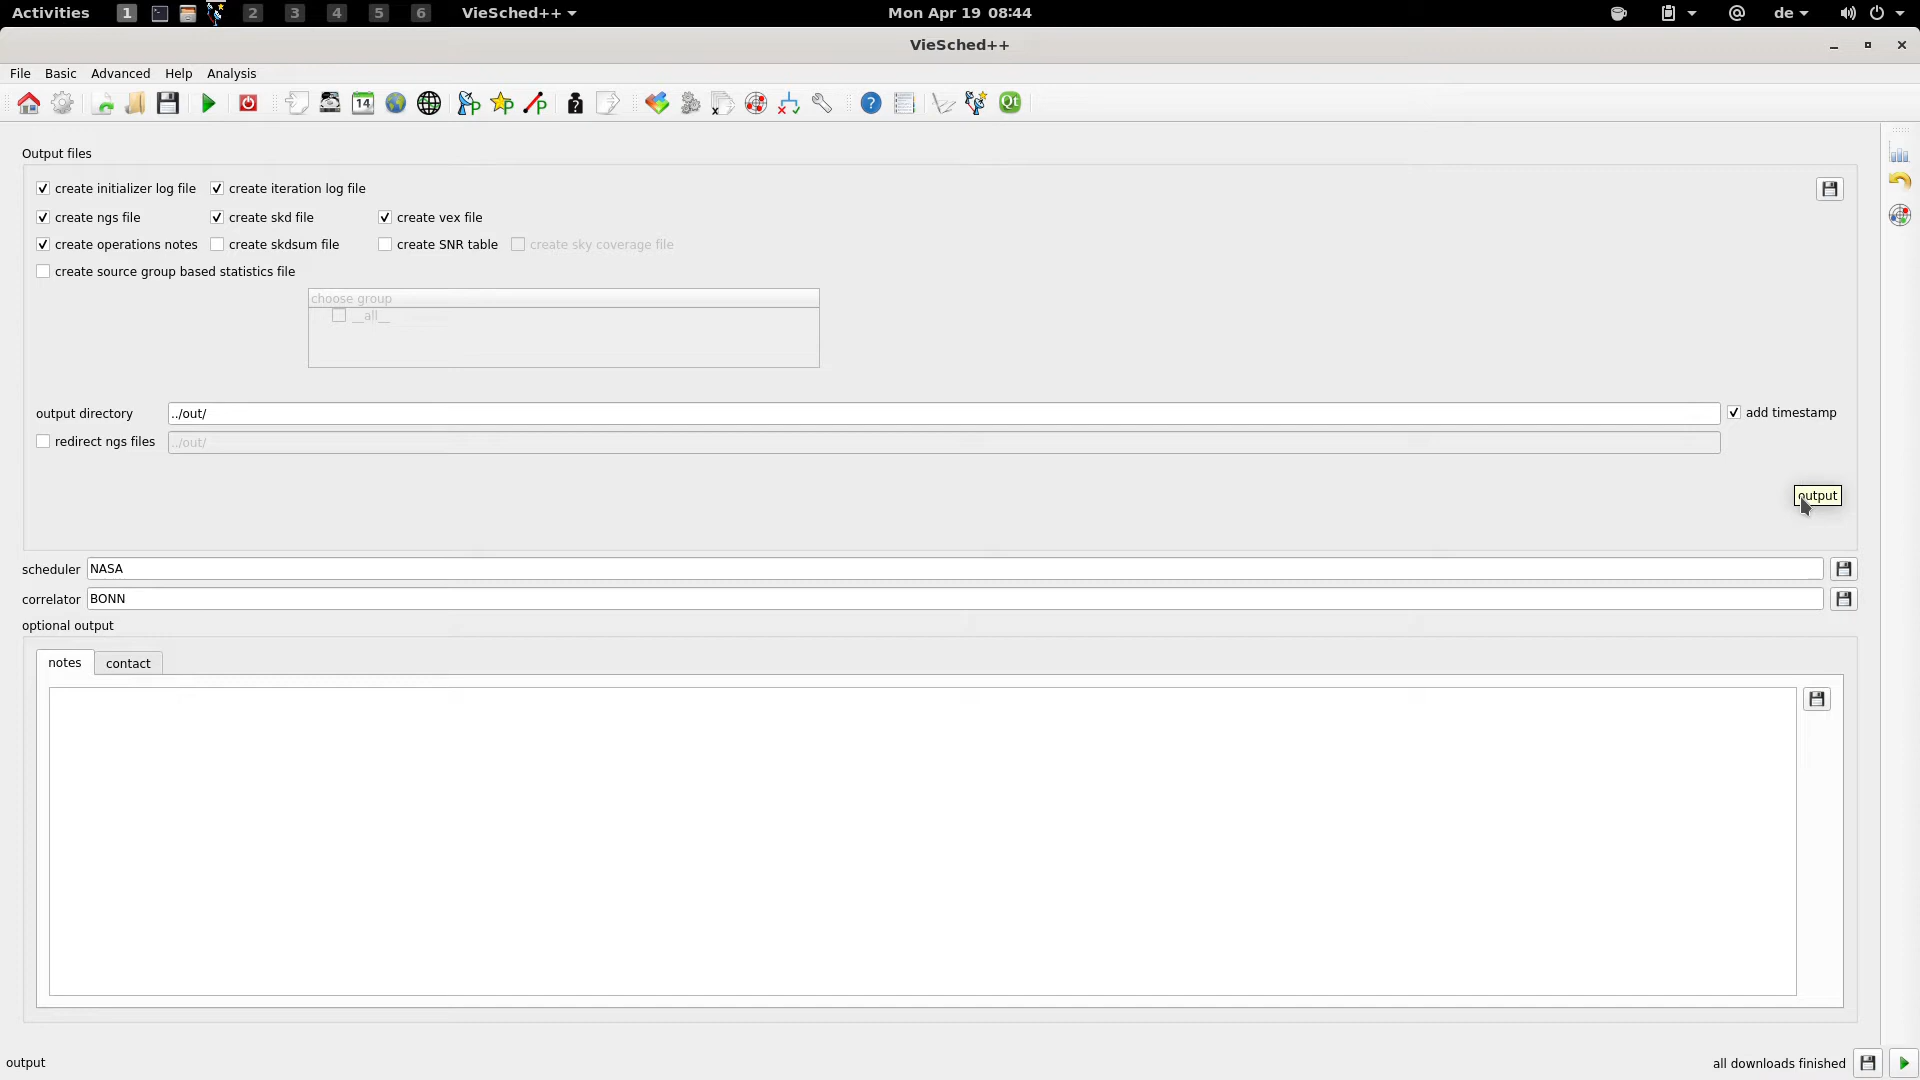 Activities 1 2 3 4 5 6 VieSched++ Mon Apr 19 08:44 de
VieSched++
File Basic Advanced Help Analysis
14 P P P ? Qt
Output files
create initializer log file create iteration log file
create ngs file create skd file create vex file
create operations notes create skdsum file create SNR table create sky coverage file
create source group based statistics file
choose group
__all__
output directory ../out/ add timestamp
redirect ngs files ../out/
output
scheduler NASA
correlator BONN
optional output
notes contact
output all downloads finished